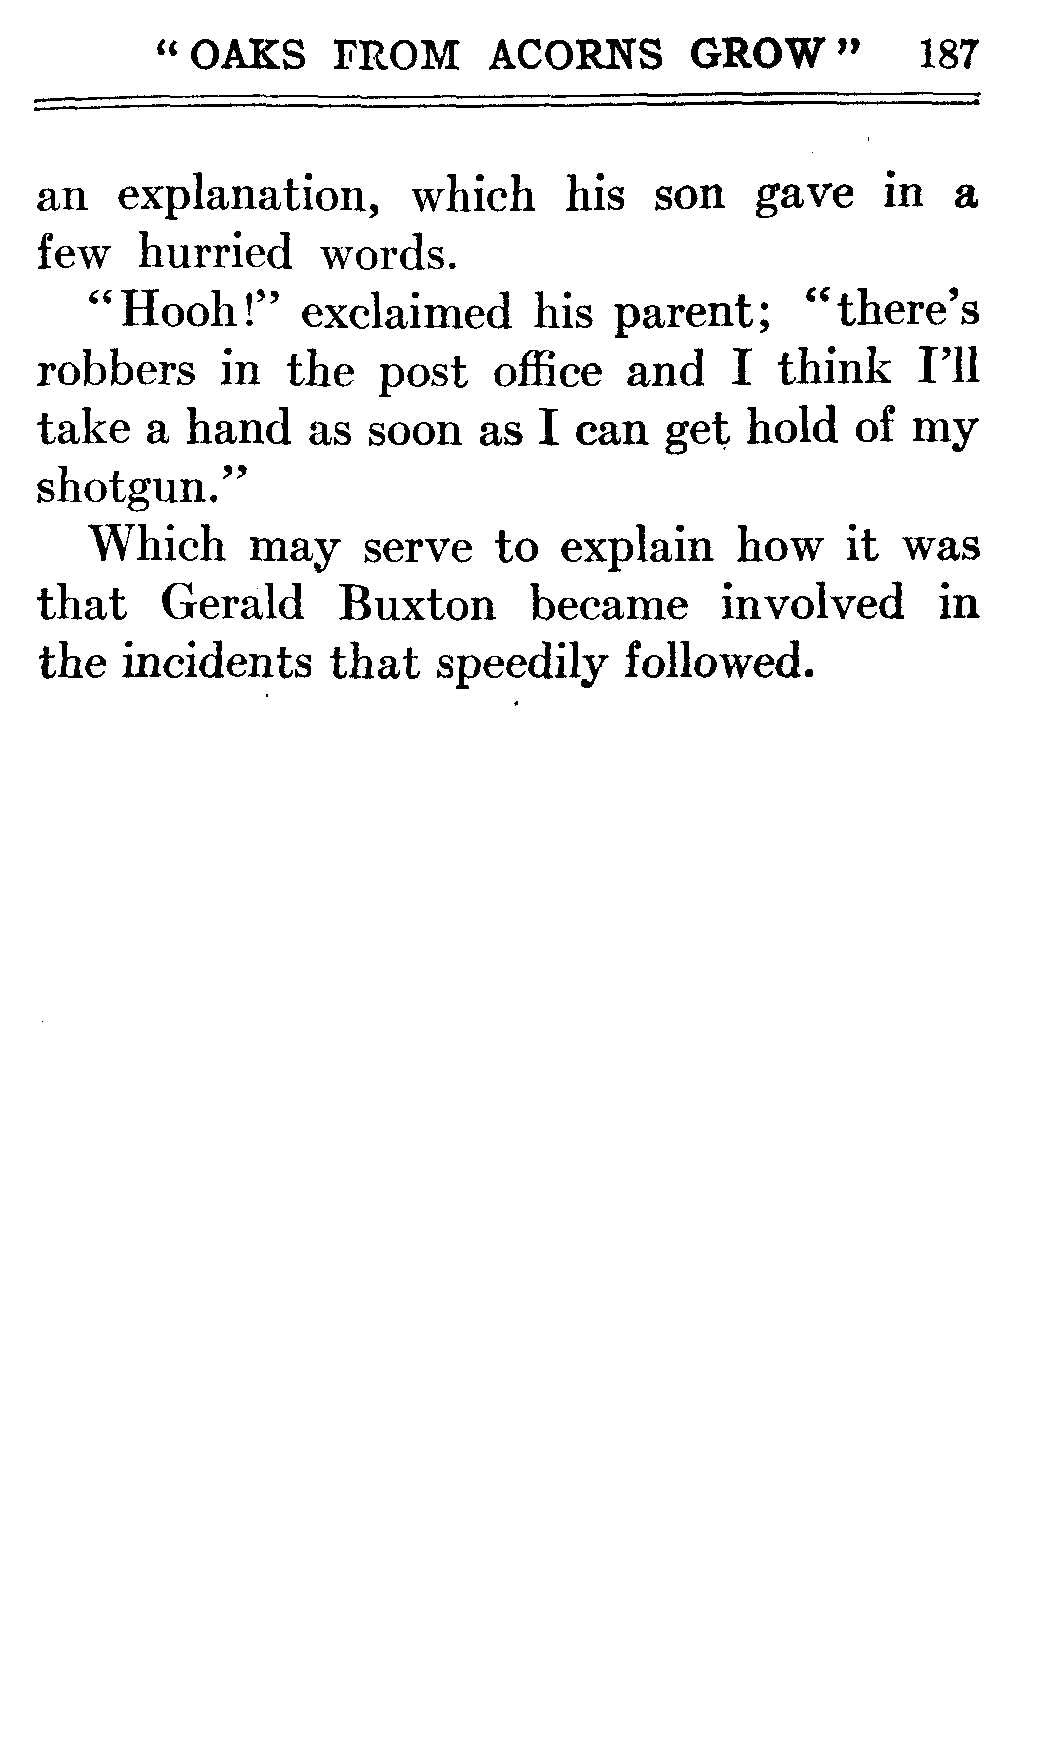 “ OAKS FROM ACORNS GROW ” 187
an explanation, which his son gave in a
few hurried words.
“Hooh!” exclaimed his parent; “there’s
robbers in the post office and I think I’ll
take a hand as soon as I can get hold of my
shotgun.”
Which may serve to explain how it was
that Gerald Buxton became involved in
the incidents that speedily followed.